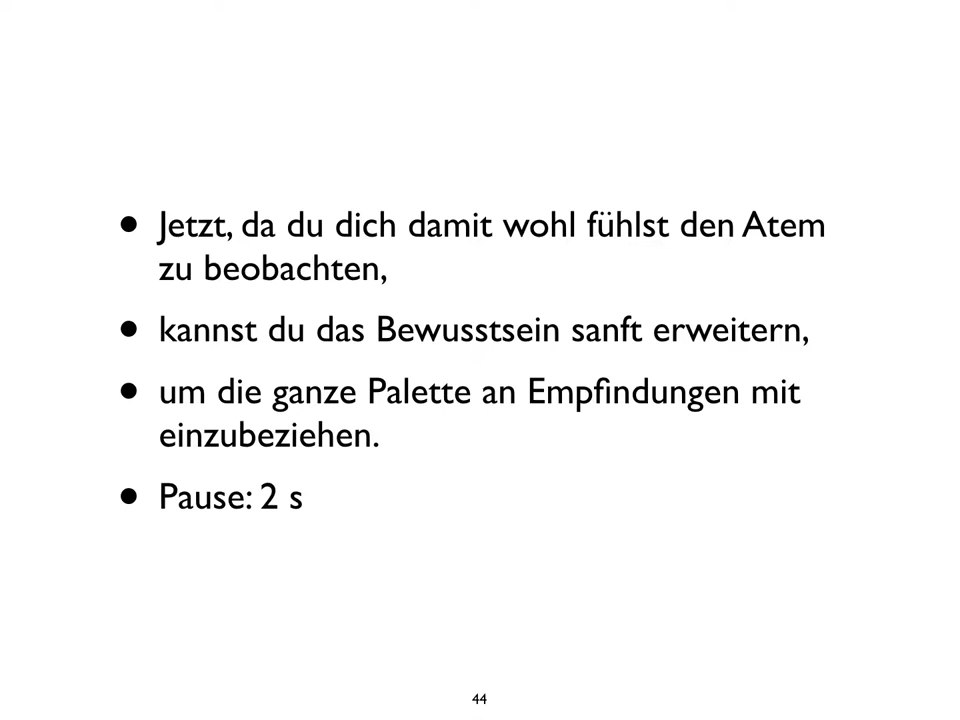 • Jetzt, da du dich damit wohl fühlst den Atem
zu beobachten,
• kannst du das Bewusstsein sanft erweitern,
• um die ganze Palette an Empfindungen mit
einzubeziehen.
• Pause: 2 s
44